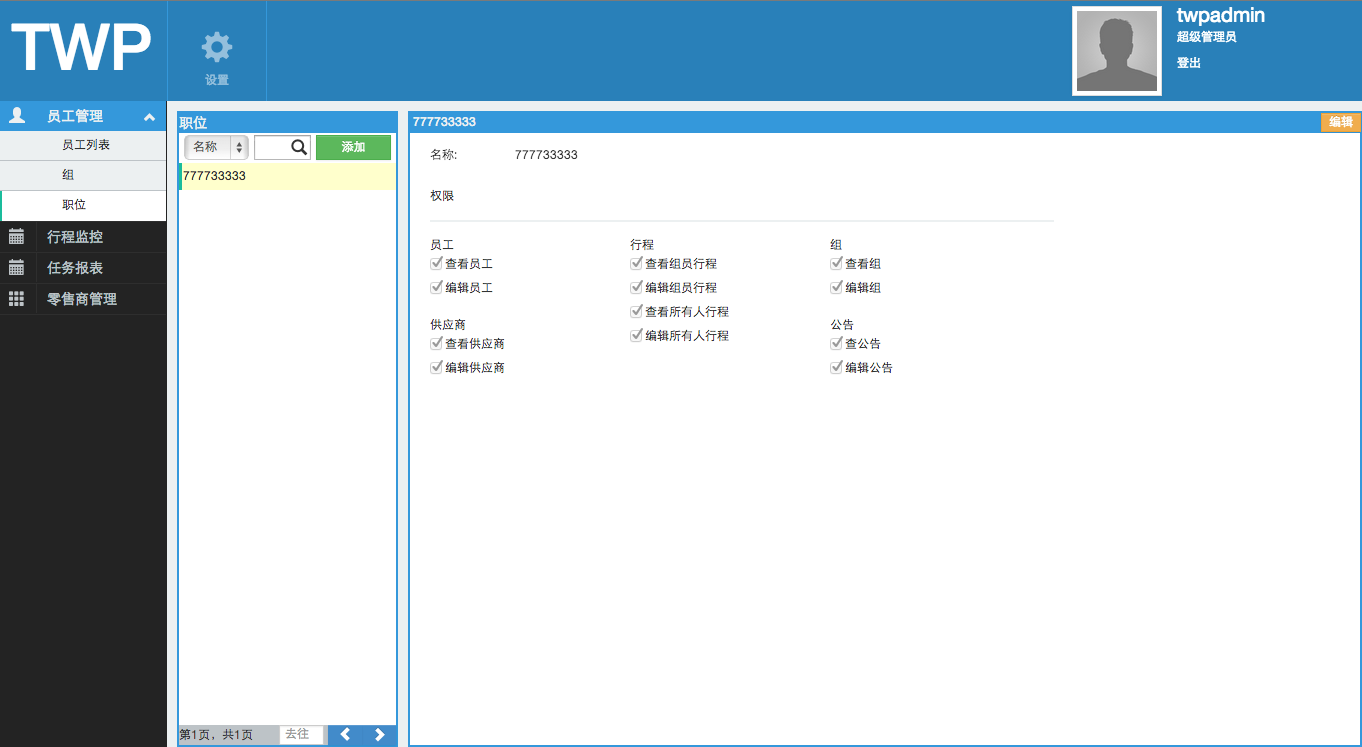 TWP
设置
twpadmin
超级管理员
登出
员工管理
员工列表
组
职位
行程监控
任务报表
零售商管理
职位
名称
添加
777733333
第1页，共1页
去往
777733333
编辑
名称:
777733333
权限
员工
查看员工
编辑员工
供应商
查看供应商
编辑供应商
行程
查看组员行程
编辑组员行程
查看所有人行程
编辑所有人行程
组
查看组
编辑组
公告
查公告
编辑公告